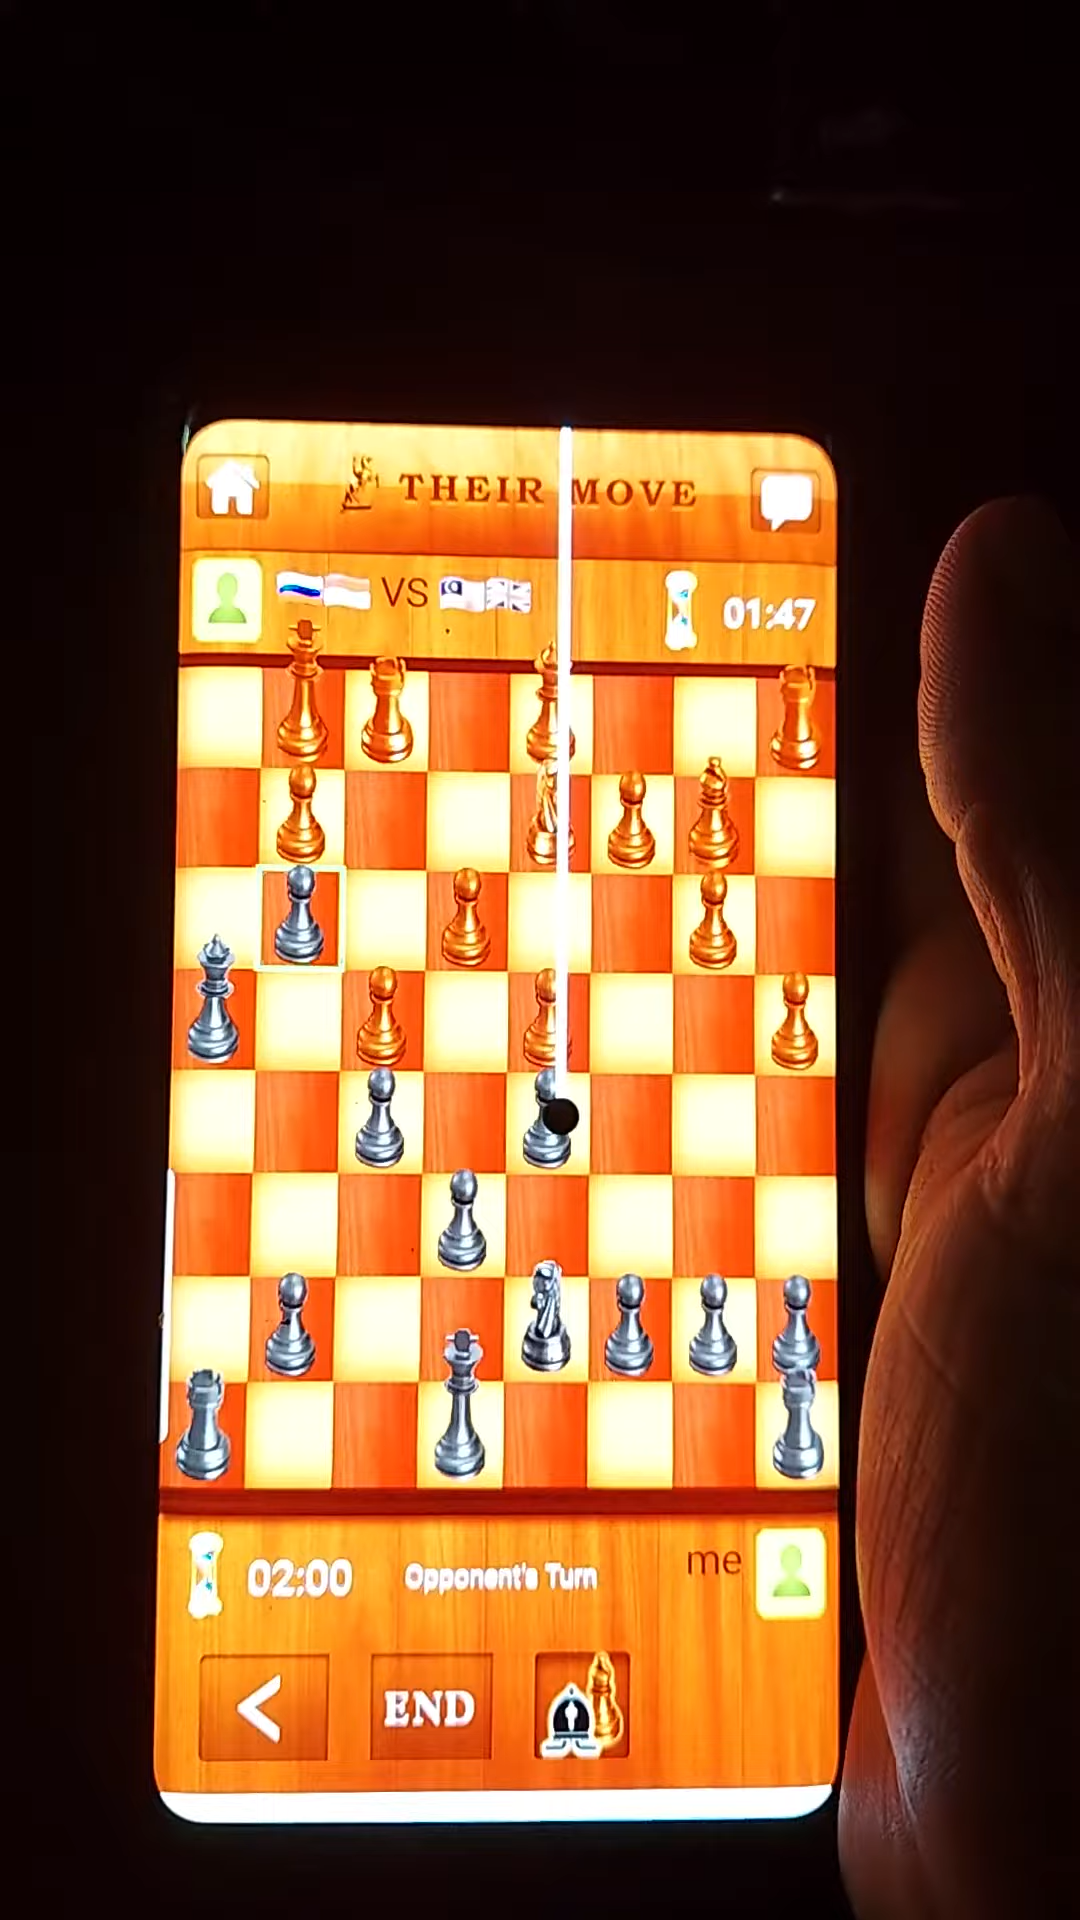 THEIR MOVE
VS
01:47
02:00
Opponent's Turn
me
<
END